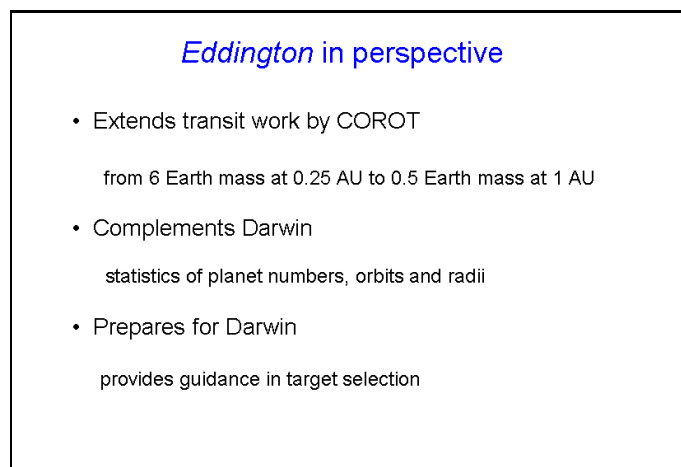 Eddington in perspective
• Extends transit work by COROT
from 6 Earth mass at 0.25 AU to 0.5 Earth mass at 1 AU
• Complements Darwin
statistics of planet numbers, orbits and radii
• Prepares for Darwin
provides guidance in target selection